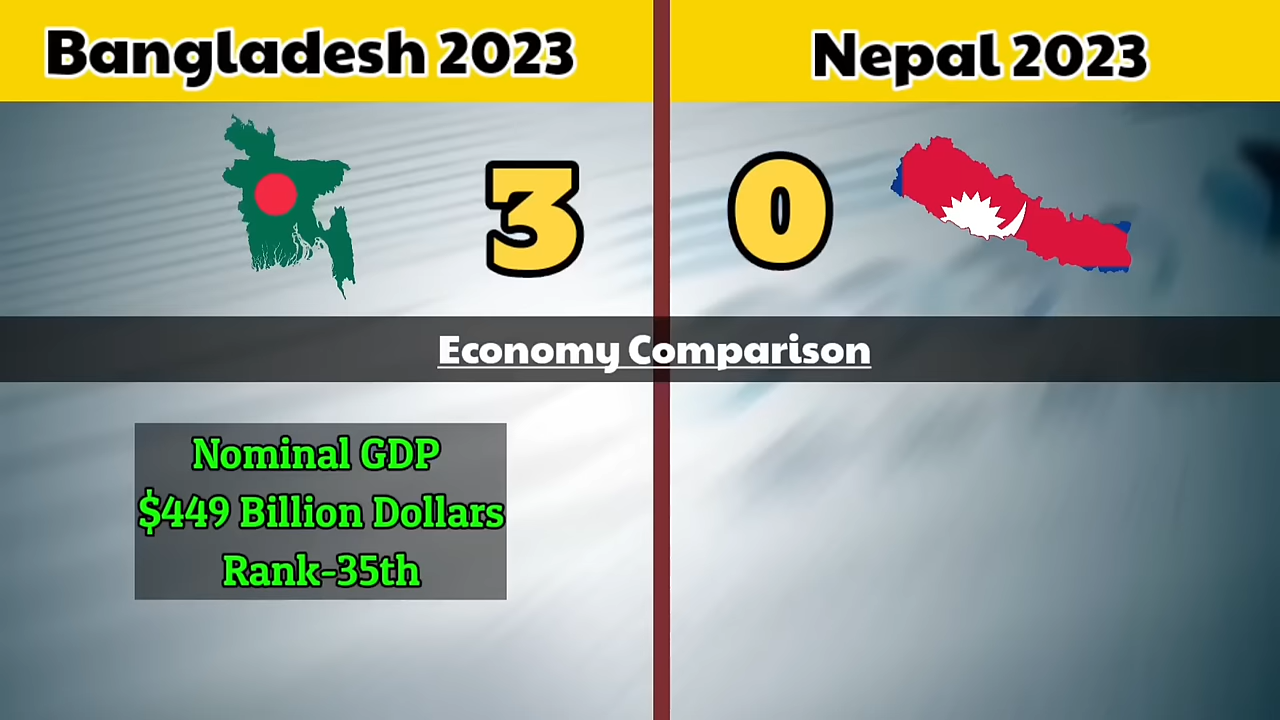 Bangladesh 2023
Nepal 2023
3
0
Economy Comparison
Nominal GDP
$449 Billion Dollars
Rank-35th